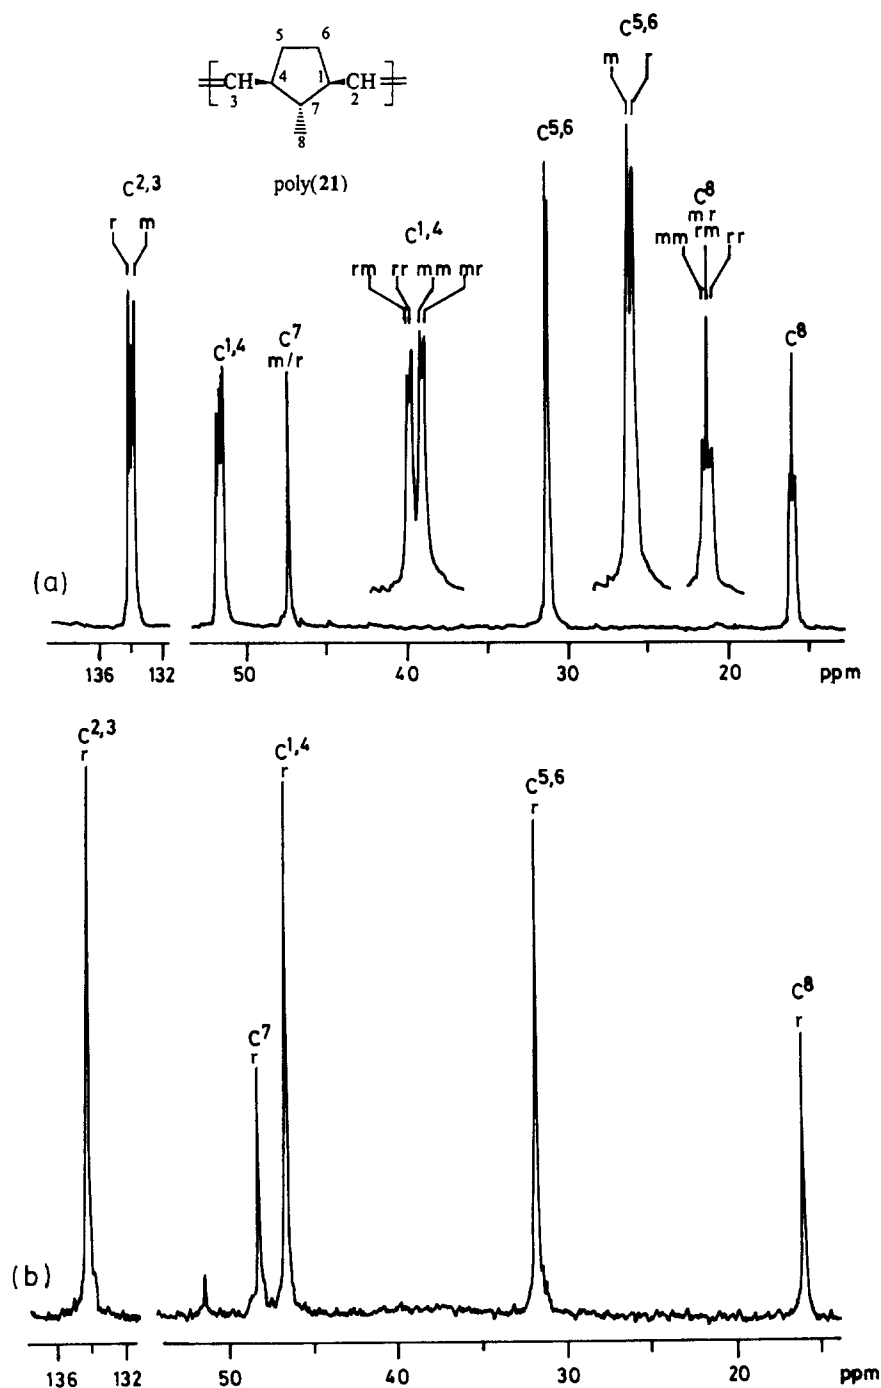 5 6
CH 4 1 CH
3 7 2
8
poly(21)
C2,3
r m
C1,4
C7
m/r
C1,4
rm rr mm mr
C5,6
C5,6
m r
C8
mr
mm rm rr
C8
(a)
136 132 50 40 30 20 ppm
C2,3
r
C7
r
C1,4
r
C5,6
r
C8
r
(b)
136 132 50 40 30 20 ppm